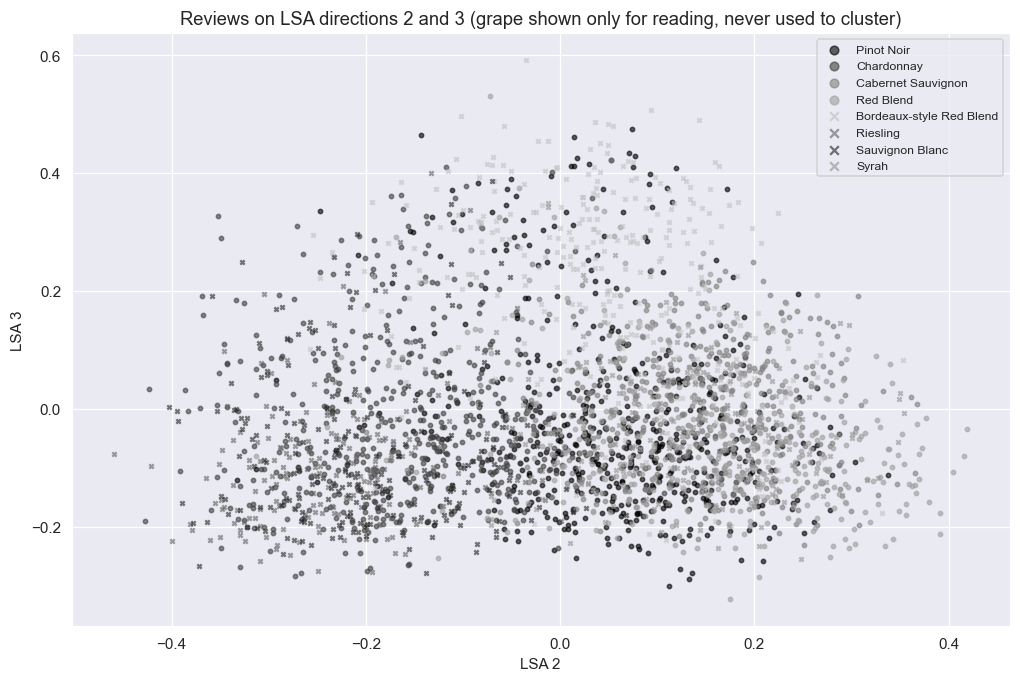 Reviews on LSA directions 2 and 3 (grape shown only for reading, never used to cluster)
Pinot Noir
Chardonnay
Cabernet Sauvignon
Red Blend
Bordeaux-style Red Blend
Riesling
Sauvignon Blanc
Syrah
0.6
0.4
0.2
0.0
−0.2
LSA 3
−0.4
−0.2
0.0
0.2
0.4
LSA 2